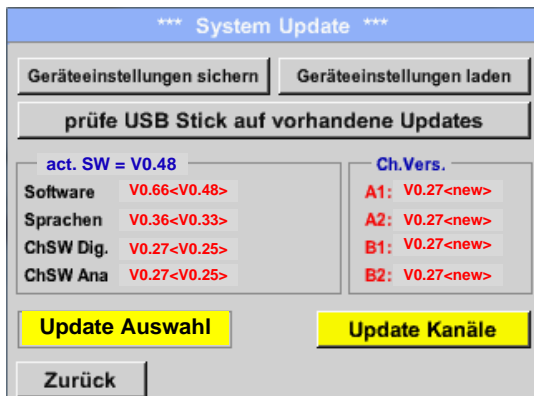 *** System Update ***
Geräteeinstellungen sichern Geräteeinstellungen laden
prüfe USB Stick auf vorhandene Updates
act. SW = V0.48 Ch.Vers.
Software V0.66<V0.48> A1: V0.27<new>
Sprachen V0.36<V0.33> A2: V0.27<new>
ChSW Dig. V0.27<V0.25> B1: V0.27<new>
ChSW Ana V0.27<V0.25> B2: V0.27<new>
Update Auswahl Update Kanäle
Zurück